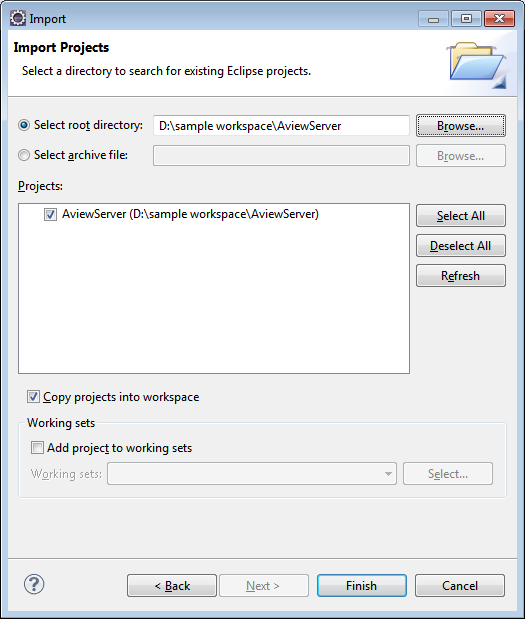 Import
Import Projects
Select a directory to search for existing Eclipse projects.
Select root directory: D:\sample workspace\AviewServer Browse...
Select archive file: Browse...
Projects:
AviewServer (D:\sample workspace\AviewServer)
Select All
Deselect All
Refresh
Copy projects into workspace
Working sets
Add project to working sets
Working sets: Select...
? < Back Next > Finish Cancel